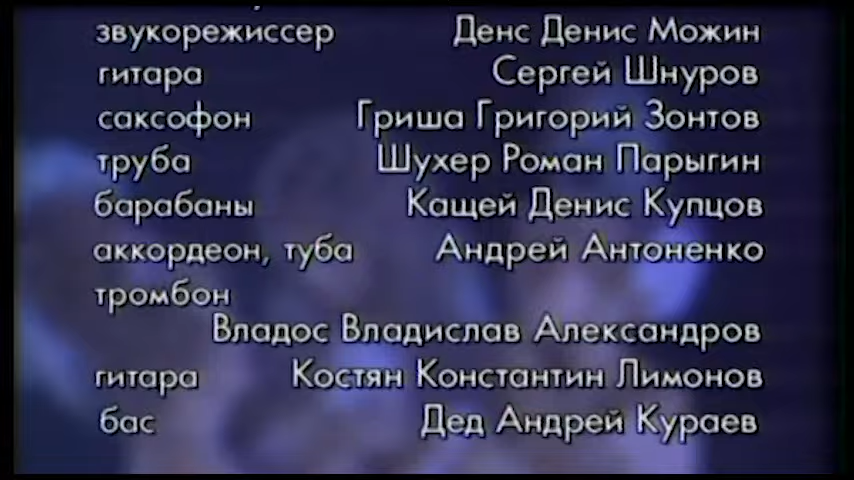 звукорежиссер Денс Денис Можин
гитара Сергей Шнуров
саксофон Гриша Григорий Зонтов
труба Шухер Роман Парыгин
барабаны Кащей Денис Купцов
аккордеон, туба Андрей Антоненко
тромбон
Владос Владислав Александров
гитара Костян Константин Лимонов
бас Дед Андрей Кураев